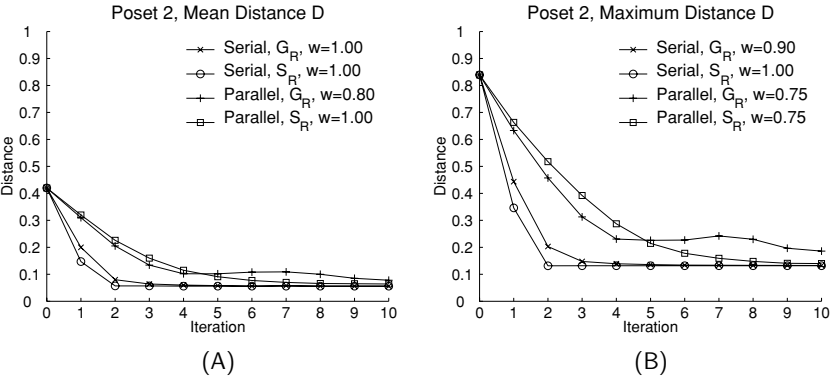 Poset 2, Mean Distance D
1
0.9
0.8
0.7
0.6
0.5
0.4
0.3
0.2
0.1
0
Distance
Serial, G_R, w=1.00
Serial, S_R, w=1.00
Parallel, G_R, w=0.80
Parallel, S_R, w=1.00
0 1 2 3 4 5 6 7 8 9 10
Iteration
(A)
Poset 2, Maximum Distance D
1
0.9
0.8
0.7
0.6
0.5
0.4
0.3
0.2
0.1
0
Distance
Serial, G_R, w=0.90
Serial, S_R, w=1.00
Parallel, G_R, w=0.75
Parallel, S_R, w=0.75
0 1 2 3 4 5 6 7 8 9 10
Iteration
(B)